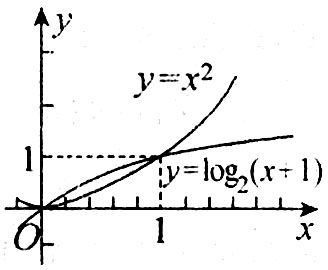 y
y=x²
1
y=log₂(x+1)
O
1
x